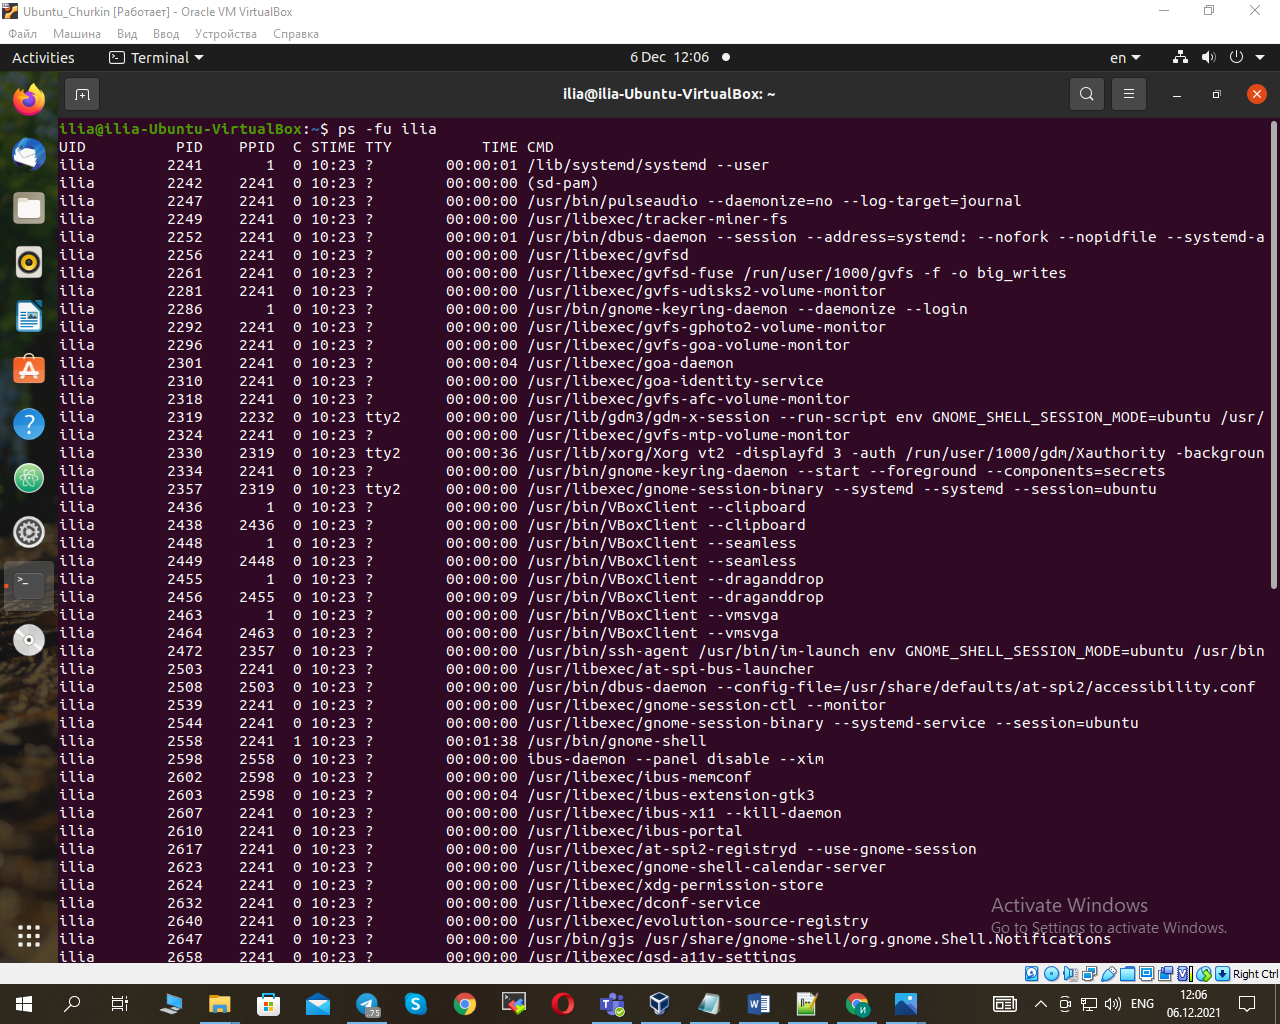 Ubuntu_Churkin [Работает] - Oracle VM VirtualBox
Файл Машина Вид Ввод Устройства Справка
Activities Terminal 6 Dec 12:06 en
ilia@ilia-Ubuntu-VirtualBox: ~
ilia@ilia-Ubuntu-VirtualBox:~$ ps -fu ilia
UID PID PPID C STIME TTY TIME CMD
ilia 2241 1 0 10:23 ? 00:00:01 /lib/systemd/systemd --user
ilia 2242 2241 0 10:23 ? 00:00:00 (sd-pam)
ilia 2247 2241 0 10:23 ? 00:00:00 /usr/bin/pulseaudio --daemonize=no --log-target=journal
ilia 2249 2241 0 10:23 ? 00:00:00 /usr/libexec/tracker-miner-fs
ilia 2252 2241 0 10:23 ? 00:00:01 /usr/bin/dbus-daemon --session --address=systemd: --nofork --nopidfile --systemd-a
ilia 2256 2241 0 10:23 ? 00:00:00 /usr/libexec/gvfsd
ilia 2261 2241 0 10:23 ? 00:00:00 /usr/libexec/gvfsd-fuse /run/user/1000/gvfs -f -o big_writes
ilia 2281 2241 0 10:23 ? 00:00:00 /usr/libexec/gvfs-udisks2-volume-monitor
ilia 2286 1 0 10:23 ? 00:00:00 /usr/bin/gnome-keyring-daemon --daemonize --login
ilia 2292 2241 0 10:23 ? 00:00:00 /usr/libexec/gvfs-gphoto2-volume-monitor
ilia 2296 2241 0 10:23 ? 00:00:00 /usr/libexec/gvfs-goa-volume-monitor
ilia 2301 2241 0 10:23 ? 00:00:04 /usr/libexec/goa-daemon
ilia 2310 2241 0 10:23 ? 00:00:00 /usr/libexec/goa-identity-service
ilia 2318 2241 0 10:23 ? 00:00:00 /usr/libexec/gvfs-afc-volume-monitor
ilia 2319 2232 0 10:23 tty2 00:00:00 /usr/lib/gdm3/gdm-x-session --run-script env GNOME_SHELL_SESSION_MODE=ubuntu /usr/
ilia 2324 2241 0 10:23 ? 00:00:00 /usr/libexec/gvfs-mtp-volume-monitor
ilia 2330 2319 0 10:23 tty2 00:00:36 /usr/lib/xorg/Xorg vt2 -displayfd 3 -auth /run/user/1000/gdm/Xauthority -backgroun
ilia 2334 2241 0 10:23 ? 00:00:00 /usr/bin/gnome-keyring-daemon --start --foreground --components=secrets
ilia 2357 2319 0 10:23 tty2 00:00:00 /usr/libexec/gnome-session-binary --systemd --systemd --session=ubuntu
ilia 2436 1 0 10:23 ? 00:00:00 /usr/bin/VBoxClient --clipboard
ilia 2438 2436 0 10:23 ? 00:00:00 /usr/bin/VBoxClient --clipboard
ilia 2448 1 0 10:23 ? 00:00:00 /usr/bin/VBoxClient --seamless
ilia 2449 2448 0 10:23 ? 00:00:00 /usr/bin/VBoxClient --seamless
ilia 2455 1 0 10:23 ? 00:00:00 /usr/bin/VBoxClient --draganddrop
ilia 2456 2455 0 10:23 ? 00:00:09 /usr/bin/VBoxClient --draganddrop
ilia 2463 1 0 10:23 ? 00:00:00 /usr/bin/VBoxClient --vmsvga
ilia 2464 2463 0 10:23 ? 00:00:00 /usr/bin/VBoxClient --vmsvga
ilia 2472 2357 0 10:23 ? 00:00:00 /usr/bin/ssh-agent /usr/bin/im-launch env GNOME_SHELL_SESSION_MODE=ubuntu /usr/bin
ilia 2503 2241 0 10:23 ? 00:00:00 /usr/libexec/at-spi-bus-launcher
ilia 2508 2503 0 10:23 ? 00:00:00 /usr/bin/dbus-daemon --config-file=/usr/share/defaults/at-spi2/accessibility.conf
ilia 2539 2241 0 10:23 ? 00:00:00 /usr/libexec/gnome-session-ctl --monitor
ilia 2544 2241 0 10:23 ? 00:00:00 /usr/libexec/gnome-session-binary --systemd-service --session=ubuntu
ilia 2558 2241 1 10:23 ? 00:01:38 /usr/bin/gnome-shell
ilia 2598 2558 0 10:23 ? 00:00:00 ibus-daemon --panel disable --xim
ilia 2602 2598 0 10:23 ? 00:00:00 /usr/libexec/ibus-memconf
ilia 2603 2598 0 10:23 ? 00:00:04 /usr/libexec/ibus-extension-gtk3
ilia 2607 2241 0 10:23 ? 00:00:00 /usr/libexec/ibus-x11 --kill-daemon
ilia 2610 2241 0 10:23 ? 00:00:00 /usr/libexec/ibus-portal
ilia 2617 2241 0 10:23 ? 00:00:00 /usr/libexec/at-spi2-registryd --use-gnome-session
ilia 2623 2241 0 10:23 ? 00:00:00 /usr/libexec/gnome-shell-calendar-server
ilia 2624 2241 0 10:23 ? 00:00:00 /usr/libexec/xdg-permission-store
ilia 2632 2241 0 10:23 ? 00:00:00 /usr/libexec/dconf-service
ilia 2640 2241 0 10:23 ? 00:00:00 /usr/libexec/evolution-source-registry
ilia 2647 2241 0 10:23 ? 00:00:00 /usr/bin/gjs /usr/share/gnome-shell/org.gnome.Shell.Notifications
ilia 2658 2241 0 10:23 ? 00:00:00 /usr/libexec/gsd-a11y-settings
Activate Windows
Go to Settings to activate Windows.
Right Ctrl
ENG 12:06
06.12.2021